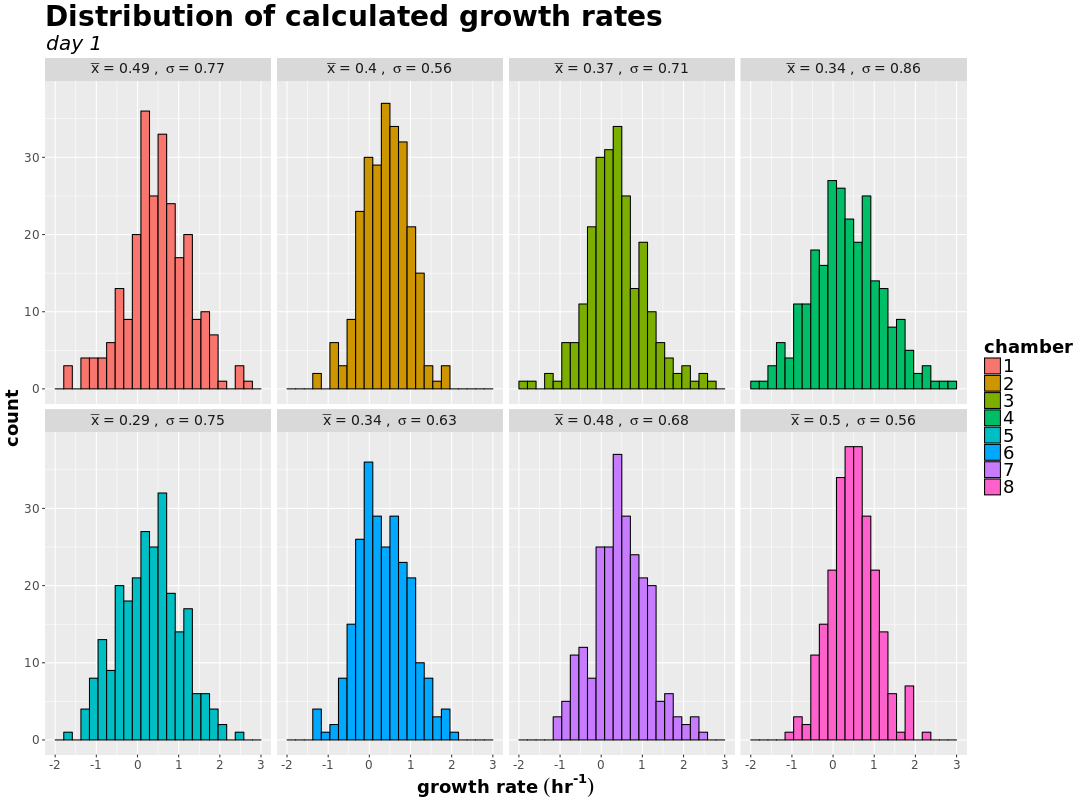 Distribution of calculated growth rates
day 1
x̅ = 0.49 , σ = 0.77
x̅ = 0.4 , σ = 0.56
x̅ = 0.37 , σ = 0.71
x̅ = 0.34 , σ = 0.86
30
20
10
0
x̅ = 0.29 , σ = 0.75
x̅ = 0.34 , σ = 0.63
x̅ = 0.48 , σ = 0.68
x̅ = 0.5 , σ = 0.56
30
20
10
0
-2 -1 0 1 2 3
-2 -1 0 1 2 3
-2 -1 0 1 2 3
-2 -1 0 1 2 3
count
growth rate (hr⁻¹)
chamber
1
2
3
4
5
6
7
8